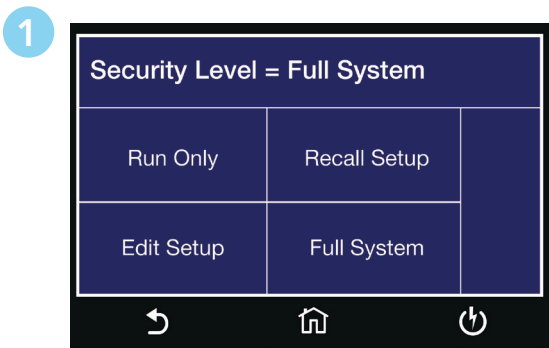 1
Security Level = Full System
Run Only
Recall Setup
Edit Setup
Full System